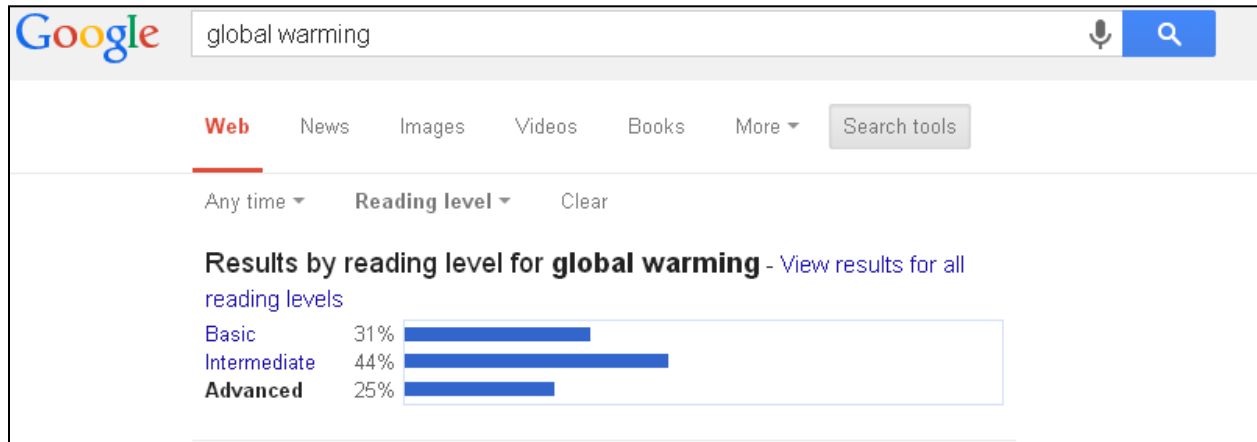 Google global warming
Web News Images Videos Books More Search tools
Any time Reading level Clear
Results by reading level for global warming - View results for all
reading levels
Basic 31%
Intermediate 44%
Advanced 25%